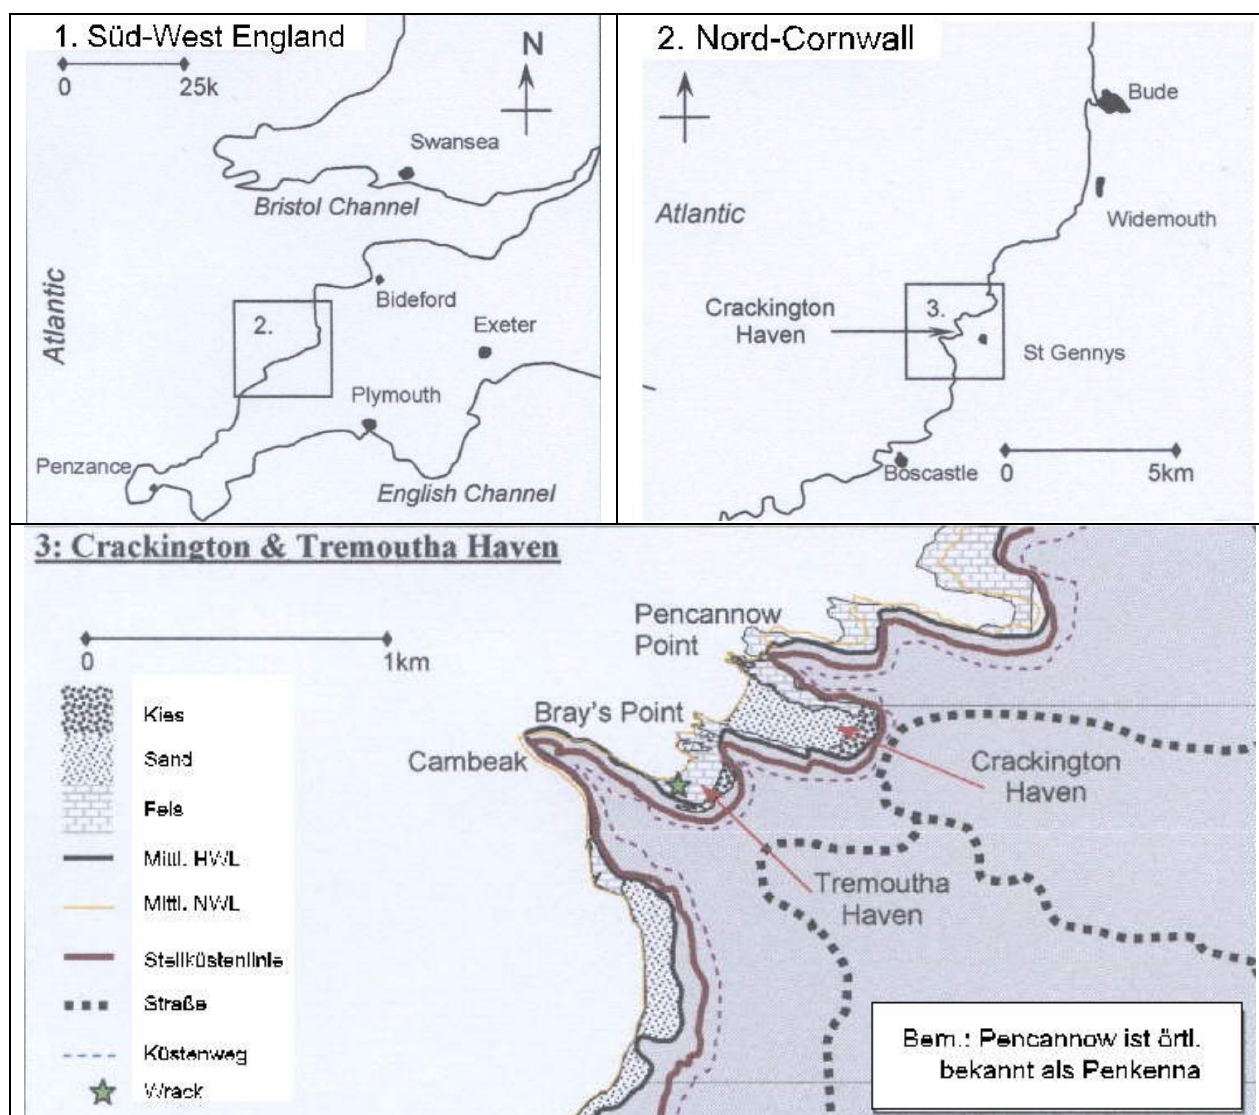 1. Süd-West England
0 25k
N
Swansea
Bristol Channel
Atlantic
Bideford
2.
Exeter
Plymouth
Penzance
English Channel
2. Nord-Cornwall
Bude
Atlantic
Widemouth
Crackington
Haven
3.
St Gennys
Boscastle
0 5km
3: Crackington & Tremoutha Haven
0 1km
Pencannow
Point
Bray's Point
Cambeak
Crackington
Haven
Tremoutha
Haven
Kies
Sand
Fels
Mittl. HWL
Mittl. NWL
Steilküstenlinie
Straße
Küstenweg
Wrack
Bem.: Pencannow ist örtl.
bekannt als Penkenna